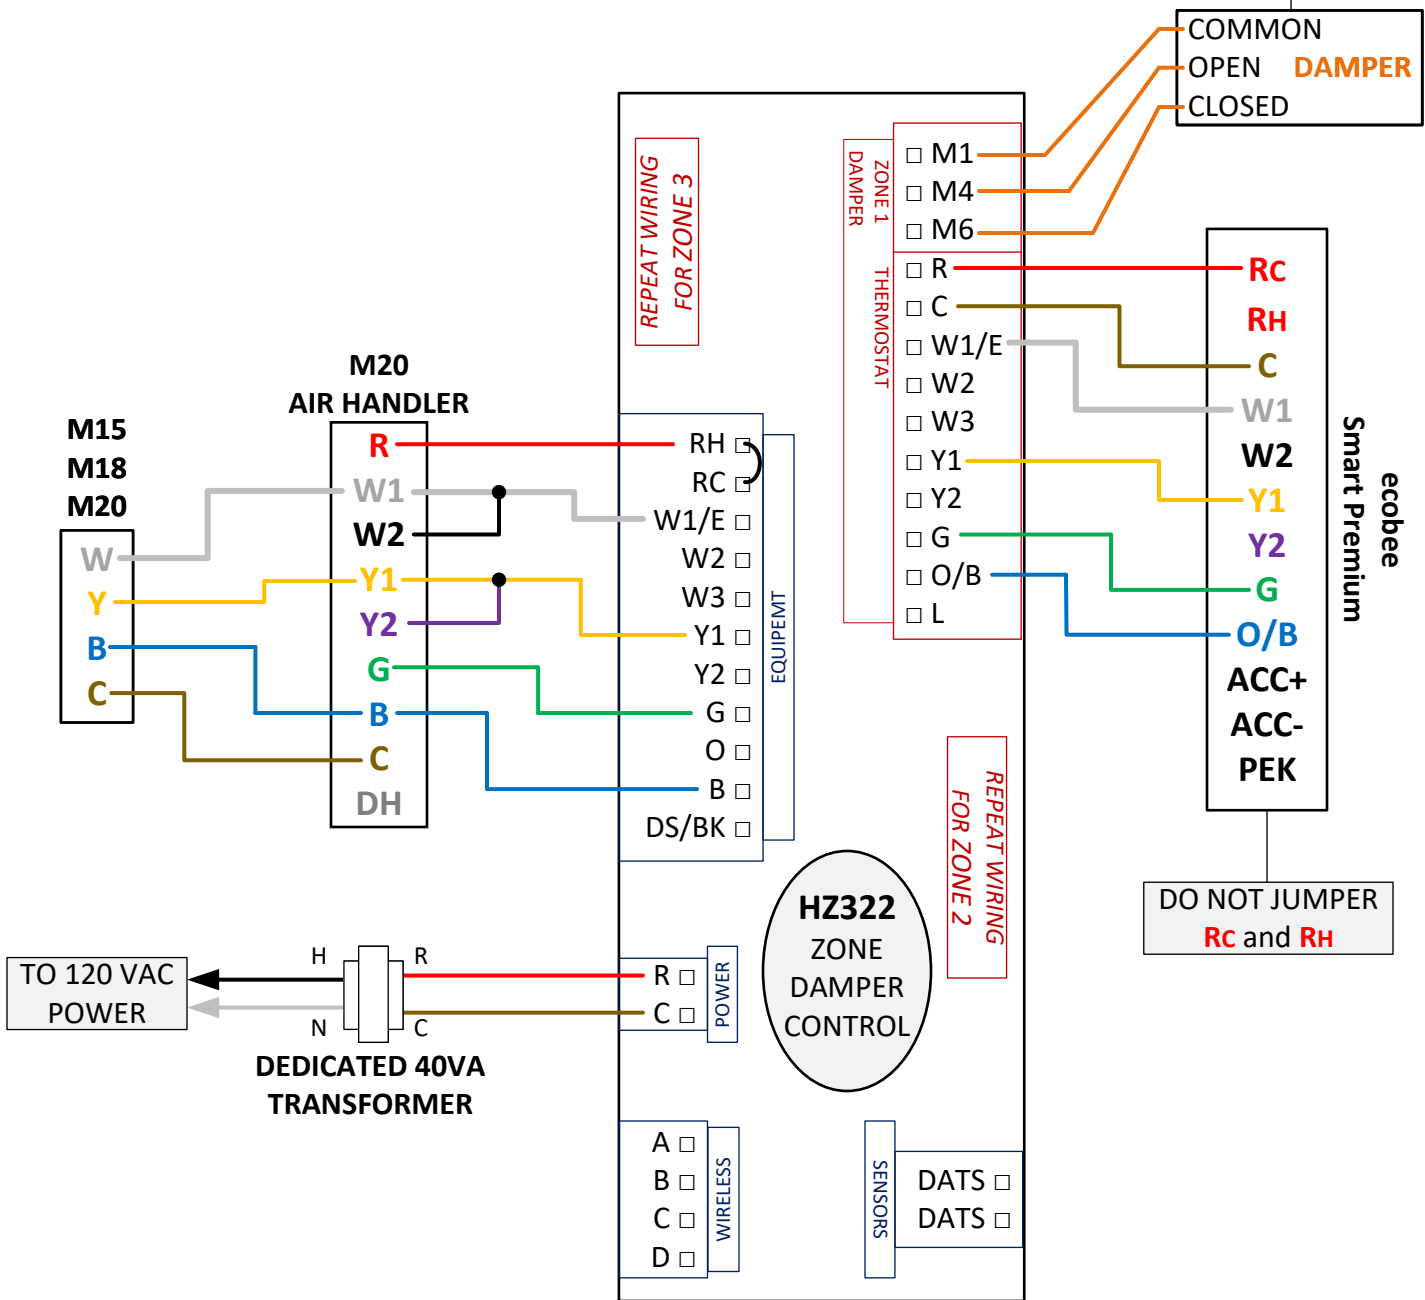 COMMON
OPEN DAMPER
CLOSED
REPEAT WIRING
FOR ZONE 3
ZONE 1
DAMPER
M1
M4
M6
THERMOSTAT
R
C
W1/E
W2
W3
Y1
Y2
G
O/B
L
RC
RH
C
W1
W2
Y1
Y2
G
O/B
ACC+
ACC-
PEK
ecobee
Smart Premium
DO NOT JUMPER
RC and RH
M15
M18
M20
W
Y
B
C
M20
AIR HANDLER
R
W1
W2
Y1
Y2
G
B
C
DH
RH
RC
W1/E
W2
W3
Y1
Y2
G
O
B
DS/BK
EQUIPEMT
REPEAT WIRING
FOR ZONE 2
HZ322
ZONE
DAMPER
CONTROL
TO 120 VAC
POWER
H R
N C
DEDICATED 40VA
TRANSFORMER
R
C
POWER
A
B
C
D
WIRELESS
SENSORS
DATS
DATS